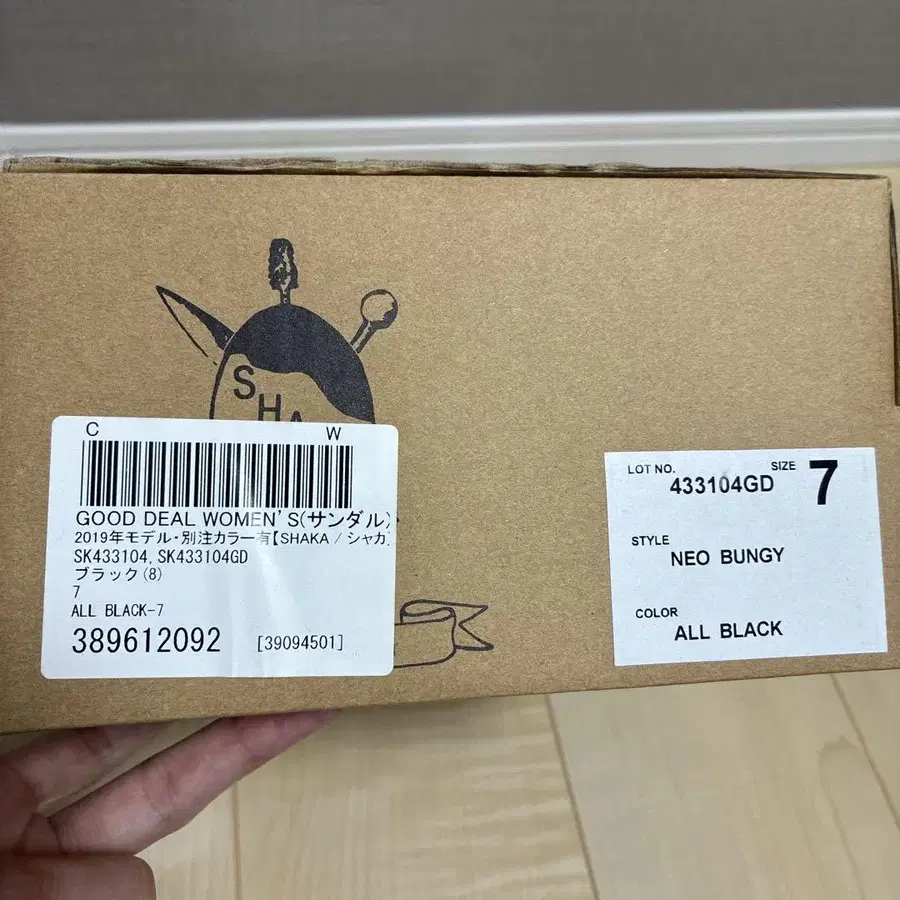 SHA
C W
GOOD DEAL WOMEN'S(サンダル)
2019年モデル・別注カラー有【SHAKA / シャカ】
SK433104,SK433104GD
ブラック(8)
7
ALL BLACK-7
389612092 [39094501]
LOT NO. 433104GD
SIZE 7
STYLE
NEO BUNGY
COLOR
ALL BLACK